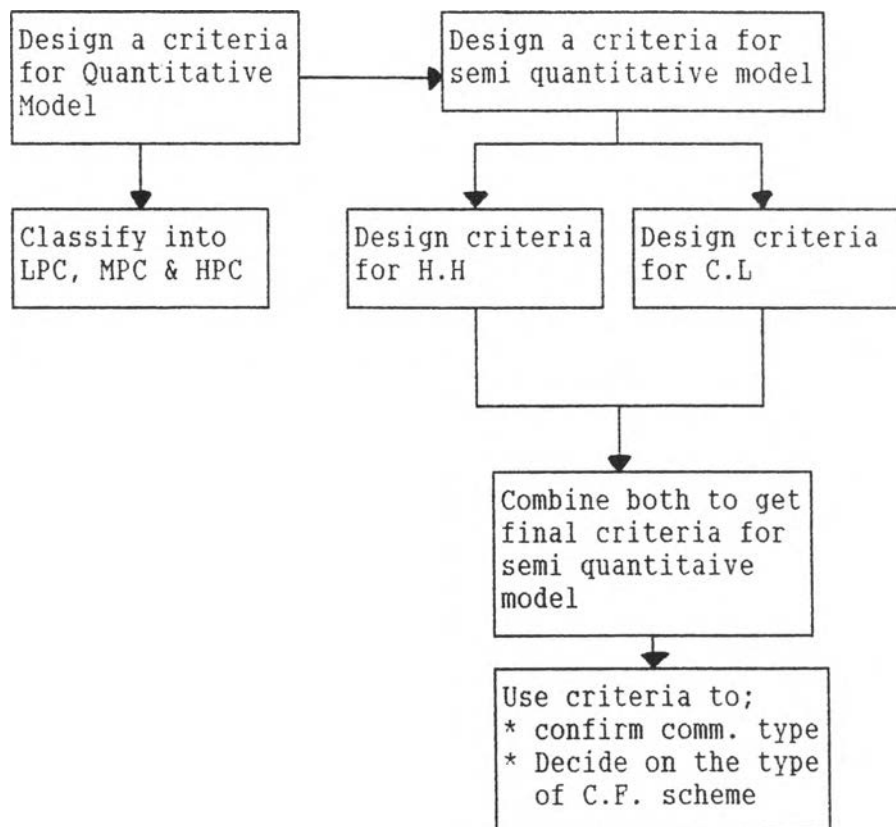 Design a criteria
for Quantitative
Model
Design a criteria for
semi quantitative model
Classify into
LPC, MPC & HPC
Design criteria
for H.H
Design criteria
for C.L
Combine both to get
final criteria for
semi quantitaive
model
Use criteria to;
* confirm comm. type
* Decide on the type
of C.F. scheme